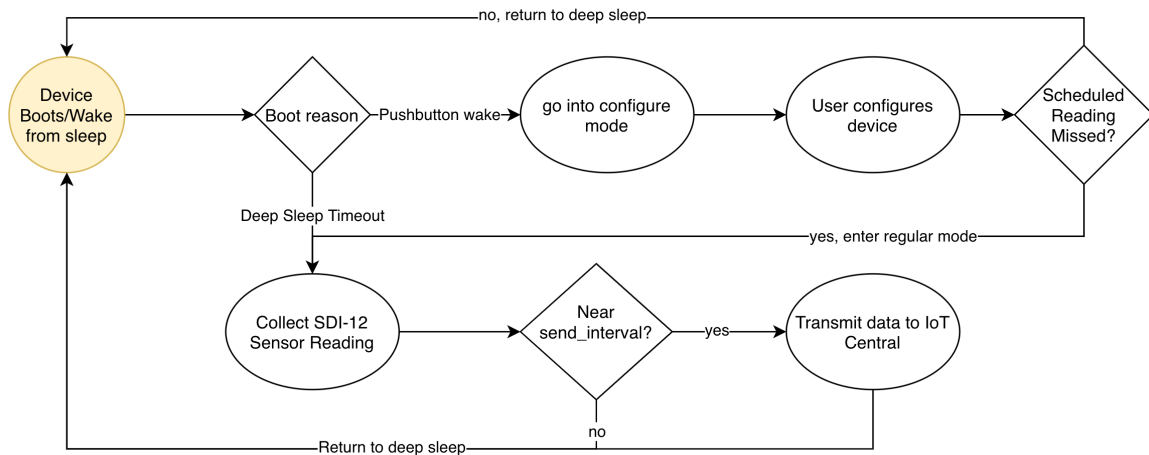 no, return to deep sleep
Device
Boots/Wake
from sleep
Boot reason
Pushbutton wake
go into configure
mode
User configures
device
Scheduled
Reading
Missed?
Deep Sleep Timeout
yes, enter regular mode
Collect SDI-12
Sensor Reading
Near
send_interval?
yes
Transmit data to IoT
Central
no
Return to deep sleep